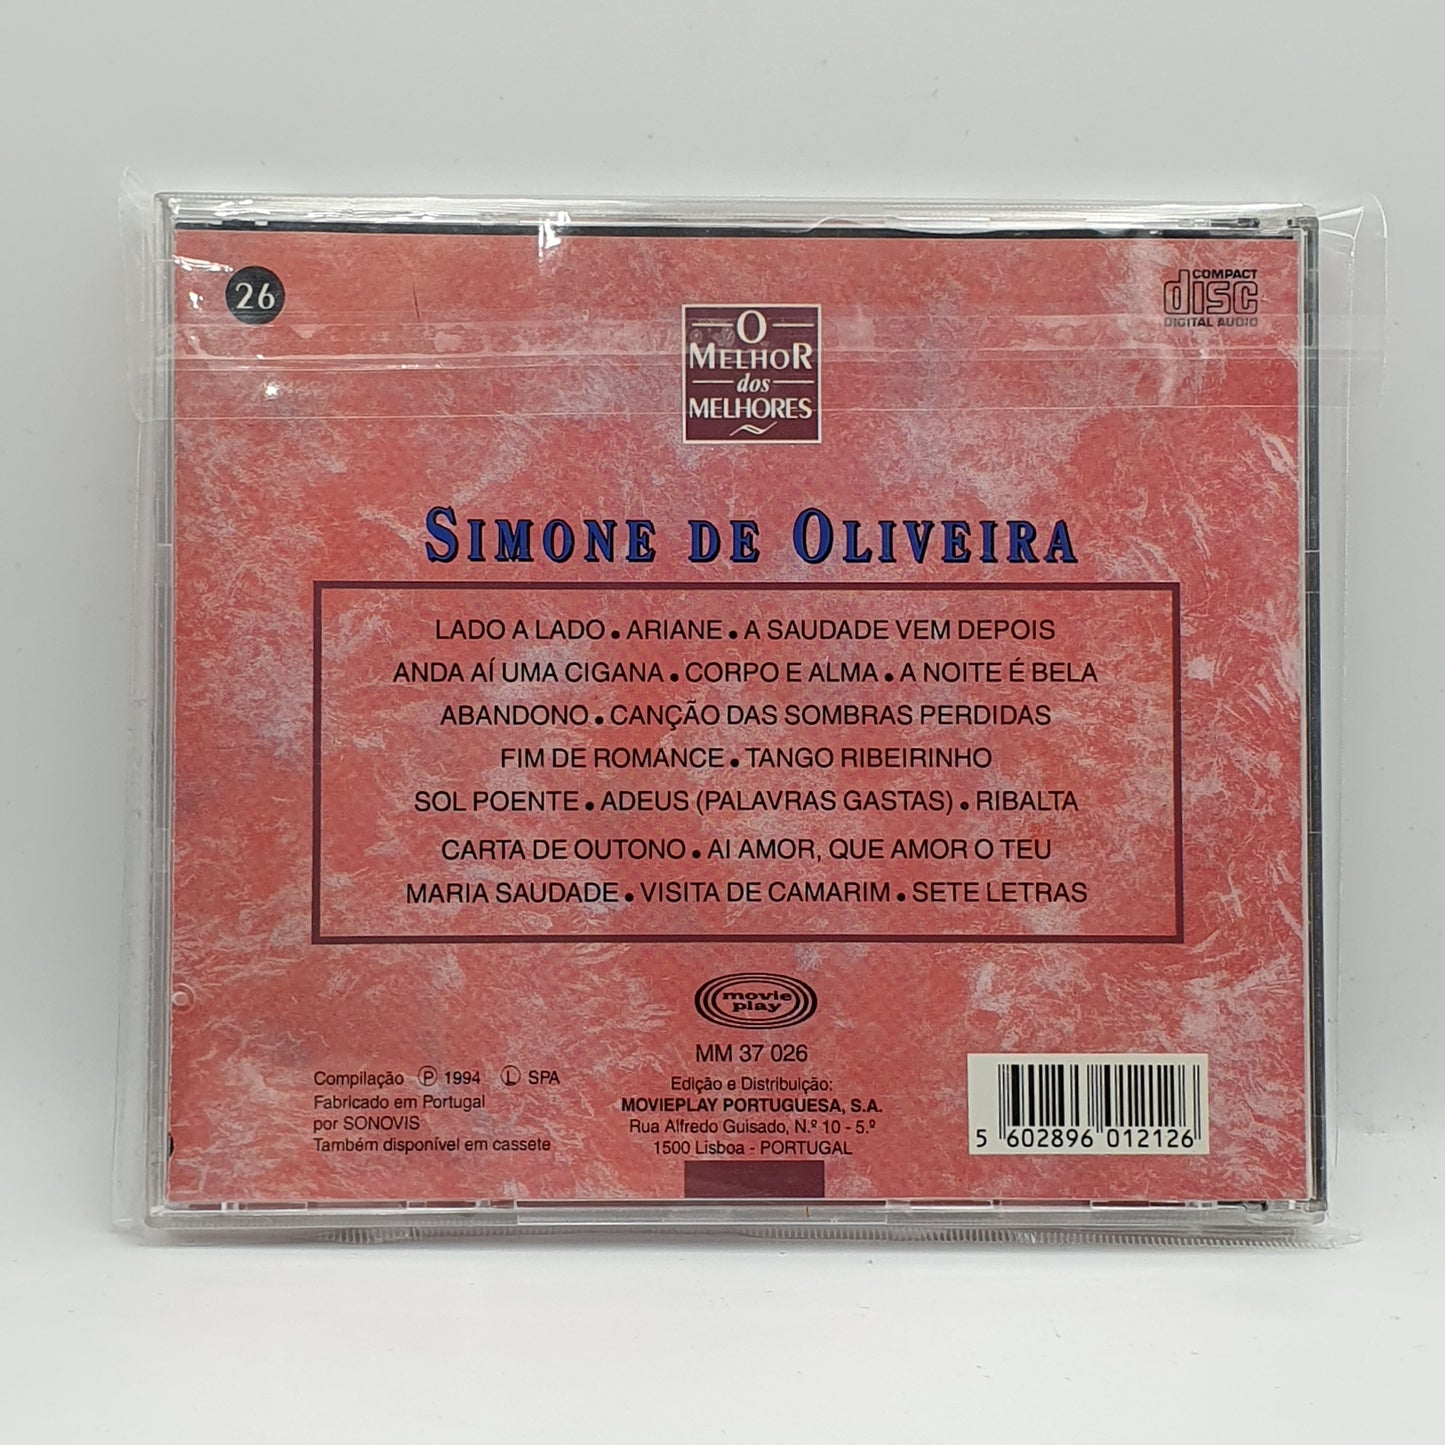 26
COMPACT
disc
DIGITAL AUDIO
O
MELHOR
dos
MELHORES
SIMONE DE OLIVEIRA
LADO A LADO • ARIANE • A SAUDADE VEM DEPOIS
ANDA AÍ UMA CIGANA • CORPO E ALMA • A NOITE É BELA
ABANDONO • CANÇÃO DAS SOMBRAS PERDIDAS
FIM DE ROMANCE • TANGO RIBEIRINHO
SOL POENTE • ADEUS (PALAVRAS GASTAS) • RIBALTA
CARTA DE OUTONO • AI AMOR, QUE AMOR O TEU
MARIA SAUDADE • VISITA DE CAMARIM • SETE LETRAS
movie
play
MM 37 026
Compilação Ⓟ 1994 Ⓛ SPA
Fabricado em Portugal
por SONOVIS
Também disponível em cassete
Edição e Distribuição:
MOVIEPLAY PORTUGUESA, S.A.
Rua Alfredo Guisado, N.º 10 - 5.º
1500 Lisboa - PORTUGAL
5 602896 012126